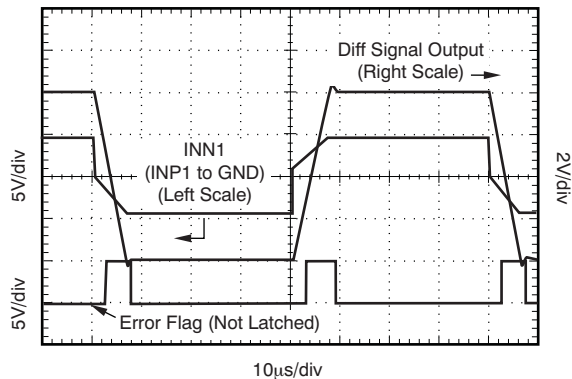 Diff Signal Output
(Right Scale)
INN1
(INP1 to GND)
(Left Scale)
5V/div
2V/div
5V/div
Error Flag (Not Latched)
10μs/div